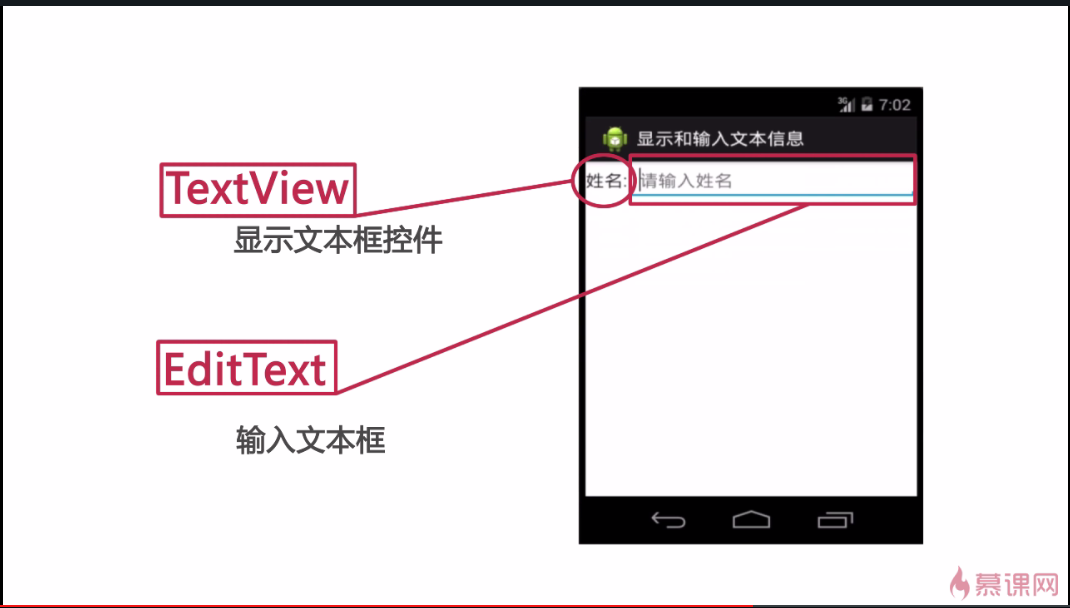 3G 7:02
显示和输入文本信息
姓名: 请输入姓名
TextView
显示文本框控件
EditText
输入文本框
慕课网